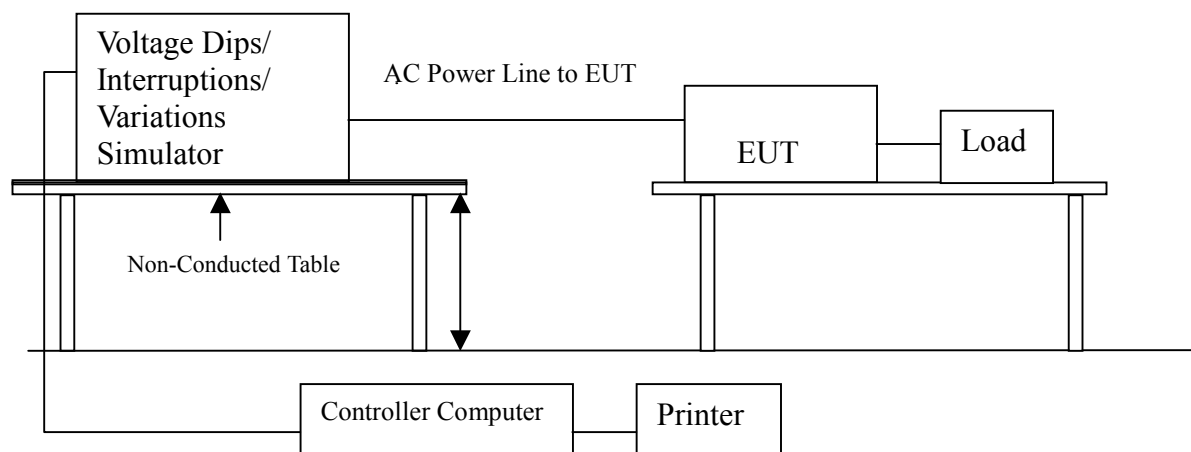 Voltage Dips/
Interruptions/
Variations
Simulator
AC Power Line to EUT
EUT
Load
Non-Conducted Table
Controller Computer
Printer